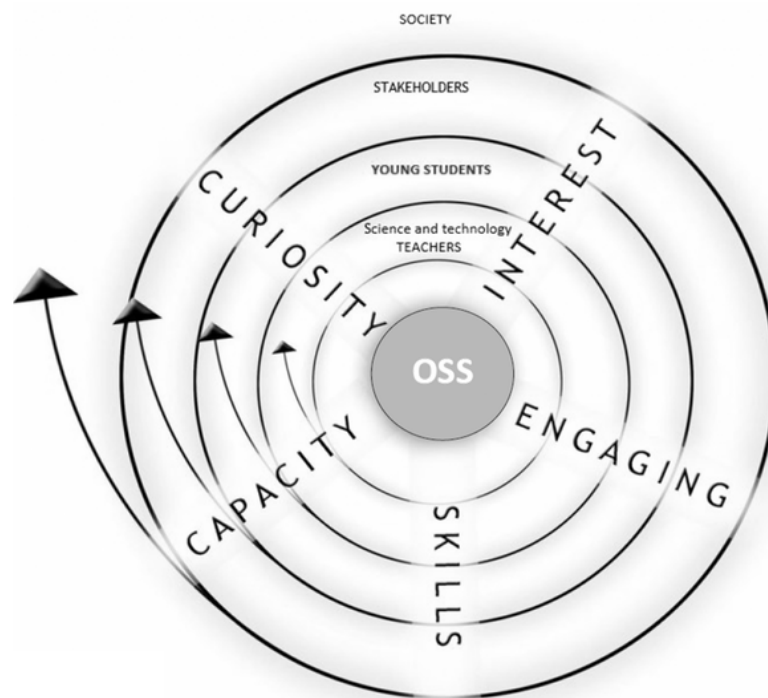 SOCIETY
STAKEHOLDERS
YOUNG STUDENTS
Science and technology
TEACHERS
CURIOSITY
INTEREST
OSS
ENGAGING
CAPACITY
SKILLS